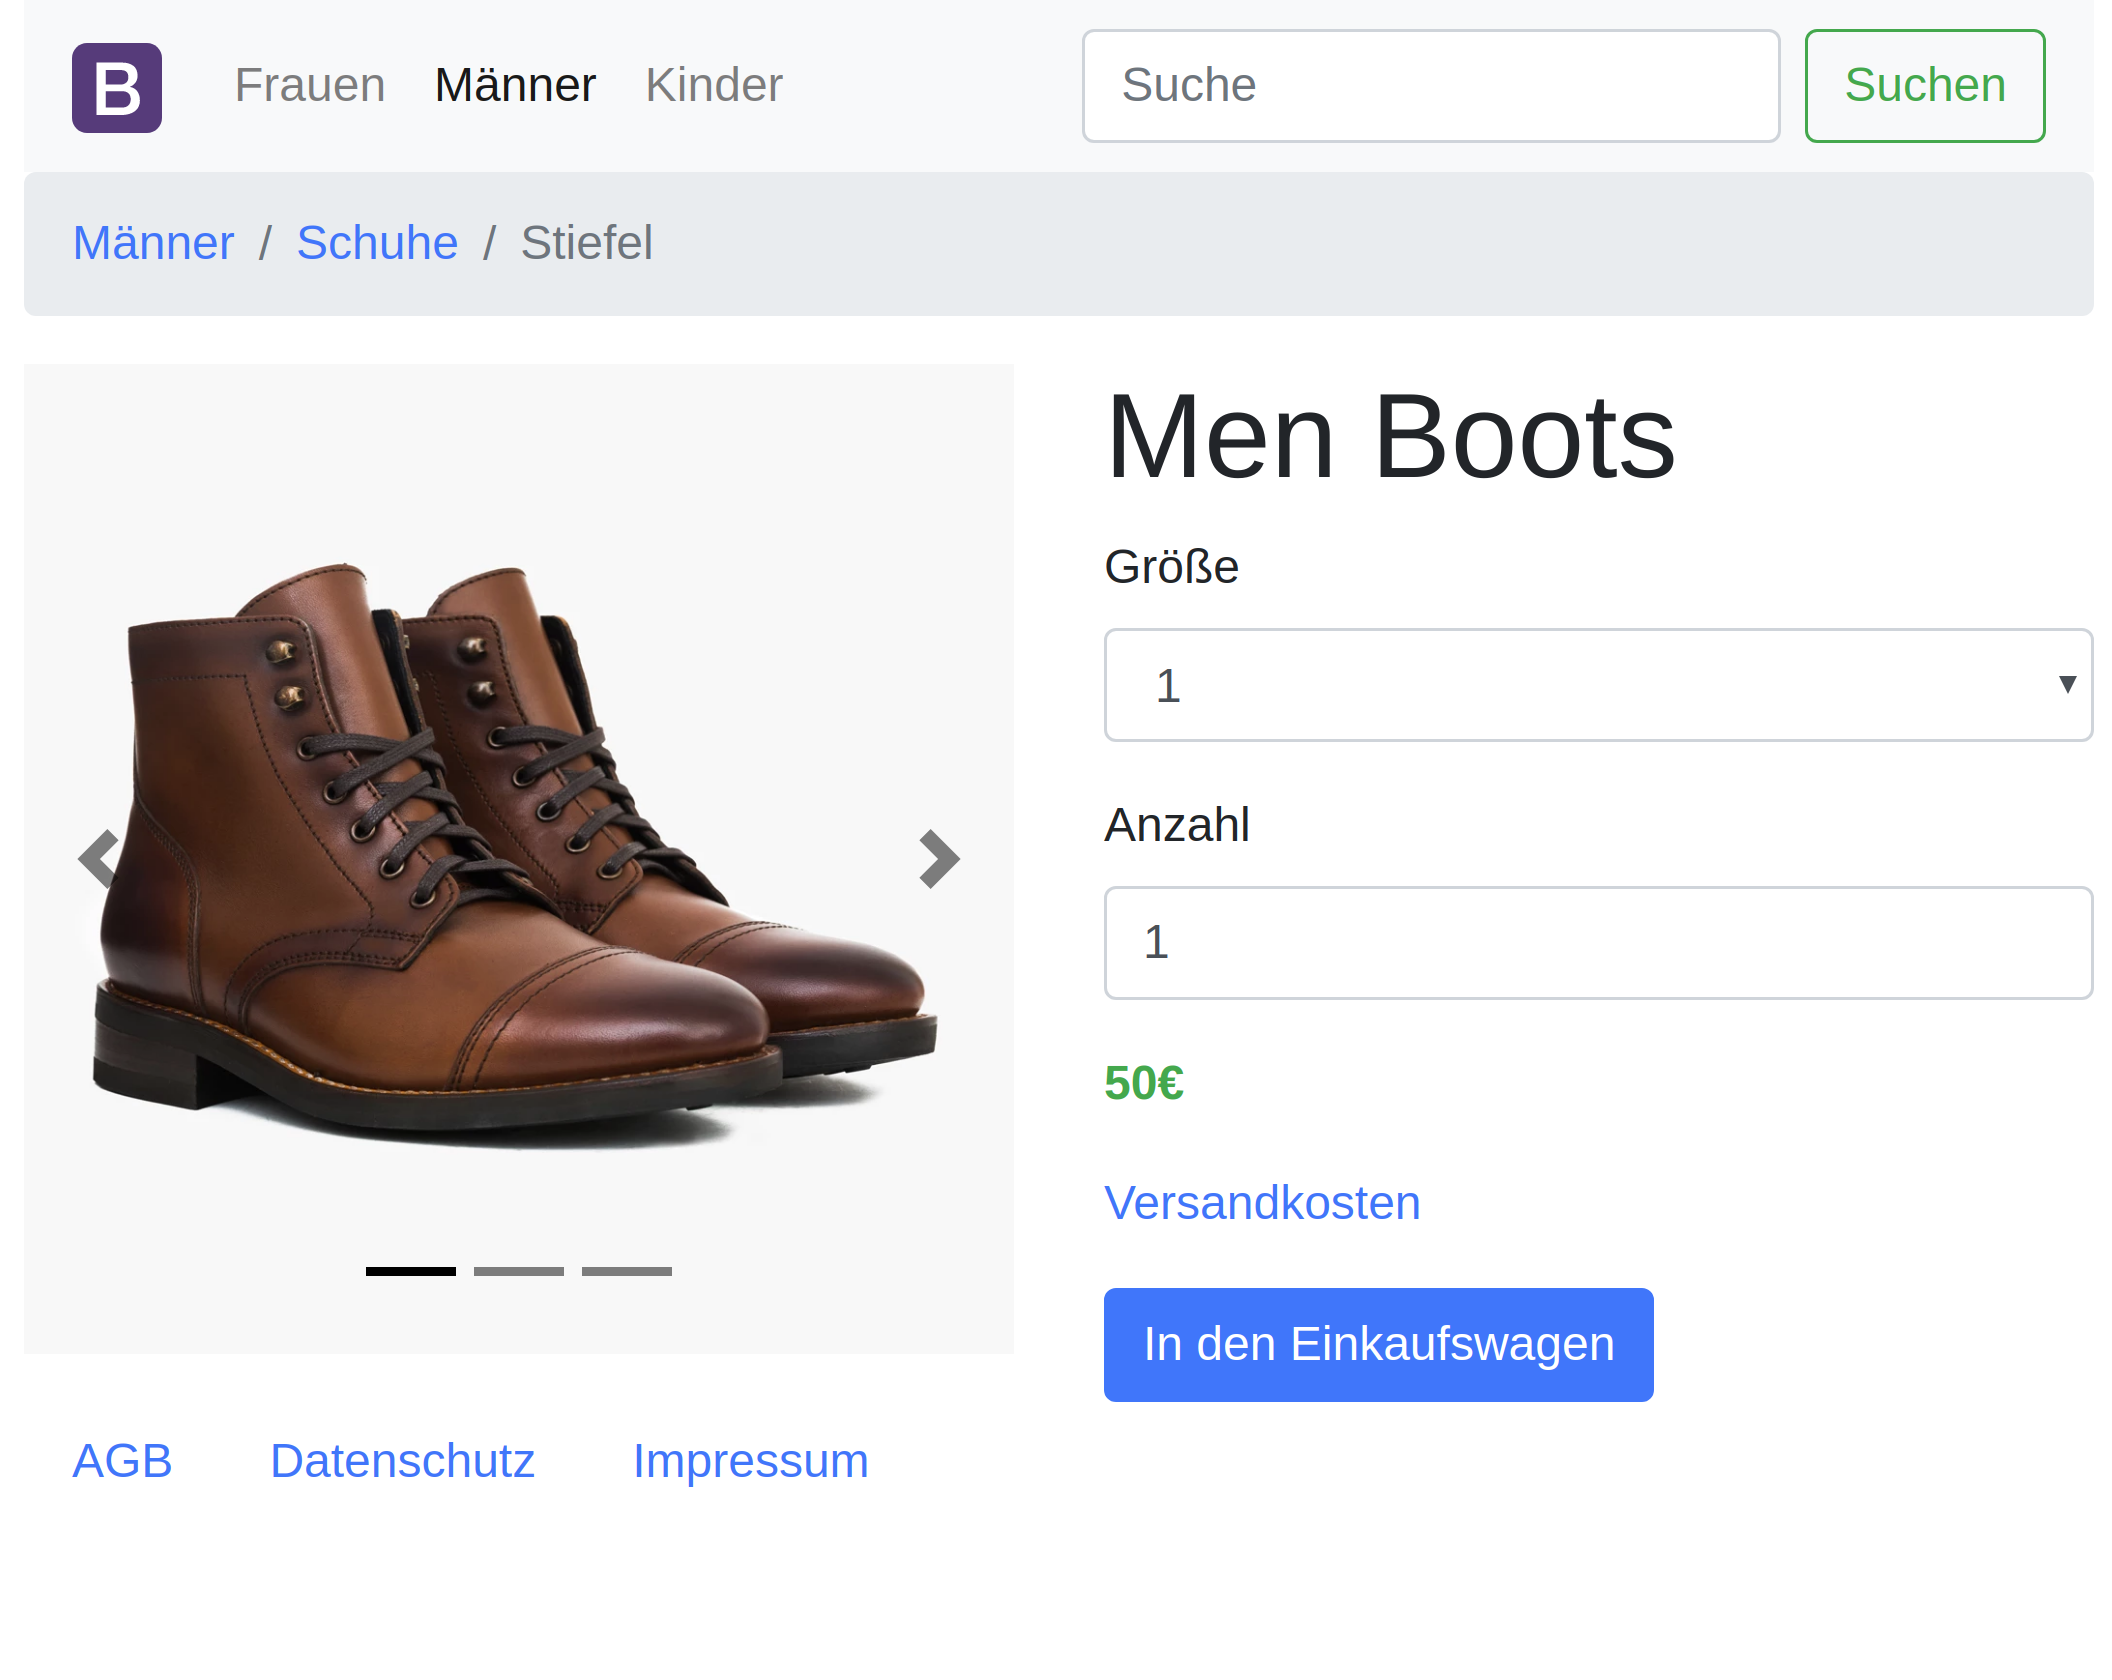 B Frauen Männer Kinder Suche Suchen
Männer / Schuhe / Stiefel
Men Boots
Größe
1
Anzahl
1
50€
Versandkosten
In den Einkaufswagen
AGB Datenschutz Impressum